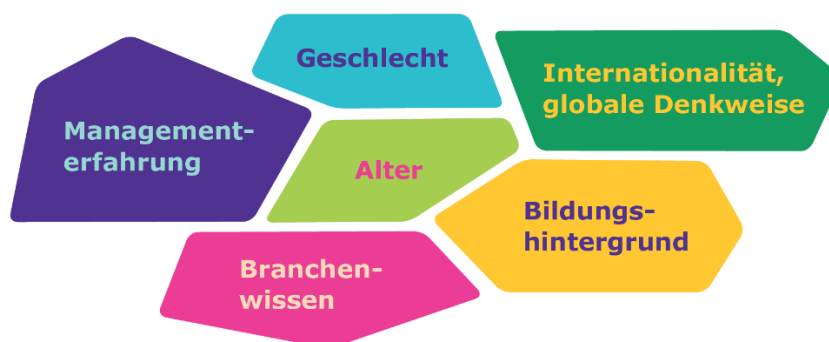 Geschlecht
Internationalität,
globale Denkweise
Management-
erfahrung
Alter
Bildungs-
hintergrund
Branchen-
wissen